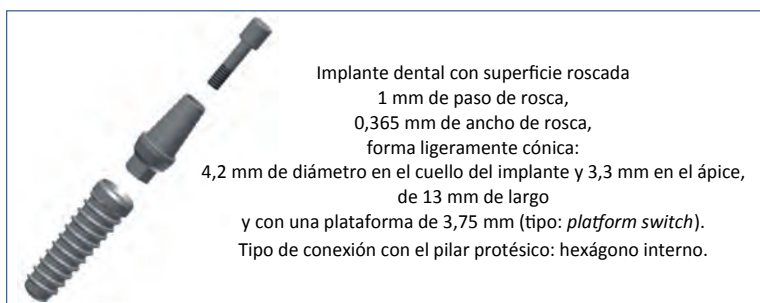 Implante dental con superficie roscada
1 mm de paso de rosca,
0,365 mm de ancho de rosca,
forma ligeramente cónica:
4,2 mm de diámetro en el cuello del implante y 3,3 mm en el ápice,
de 13 mm de largo
y con una plataforma de 3,75 mm (tipo: platform switch).
Tipo de conexión con el pilar protésico: hexágono interno.